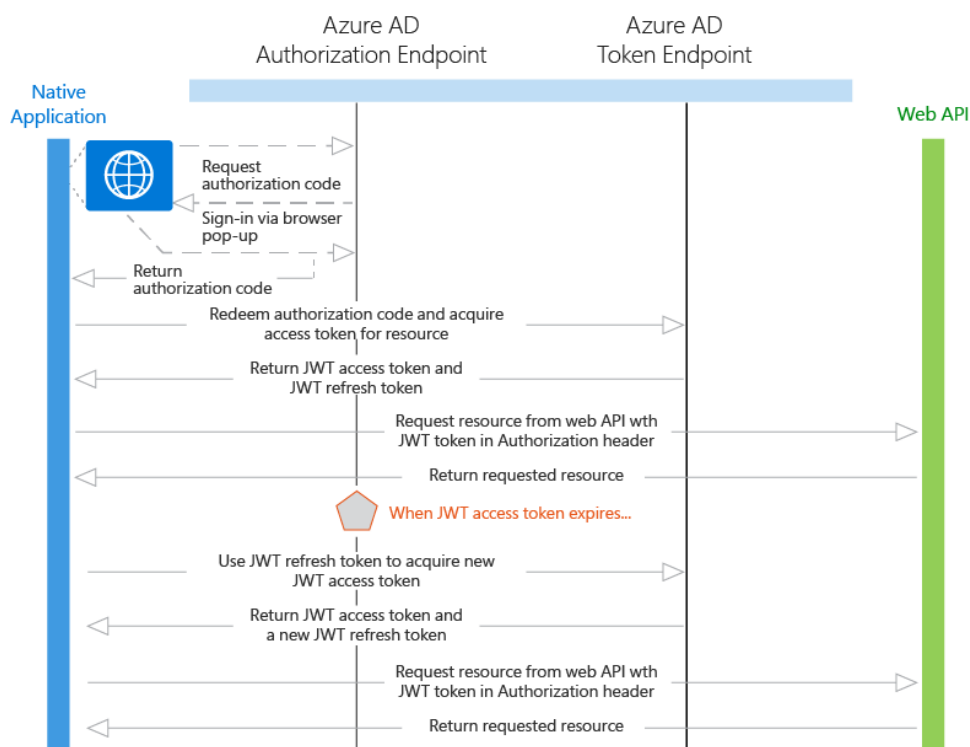 Azure AD
Authorization Endpoint
Azure AD
Token Endpoint
Native
Application
Web API
Request
authorization code
Sign-in via browser
pop-up
Return
authorization code
Redeem authorization code and acquire
access token for resource
Return JWT access token and
JWT refresh token
Request resource from web API wth
JWT token in Authorization header
Return requested resource
When JWT access token expires...
Use JWT refresh token to acquire new
JWT access token
Return JWT access token and
a new JWT refresh token
Request resource from web API wth
JWT token in Authorization header
Return requested resource